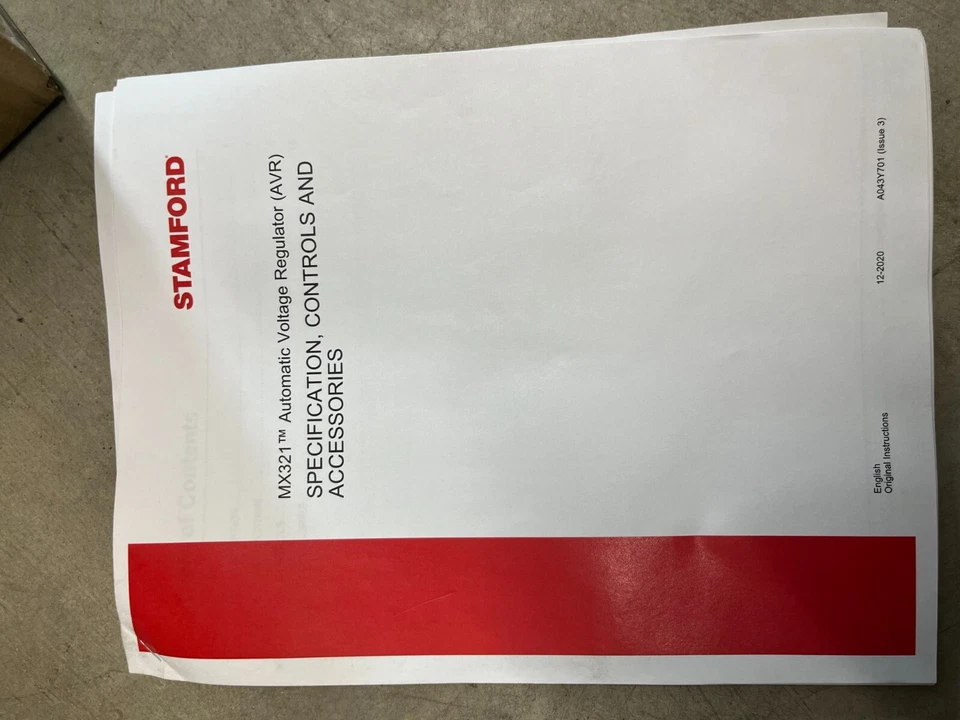 STAMFORD
MX321™ Automatic Voltage Regulator (AVR)
SPECIFICATION, CONTROLS AND
ACCESSORIES
English
Original Instructions
12-2020
A043Y701 (Issue 3)